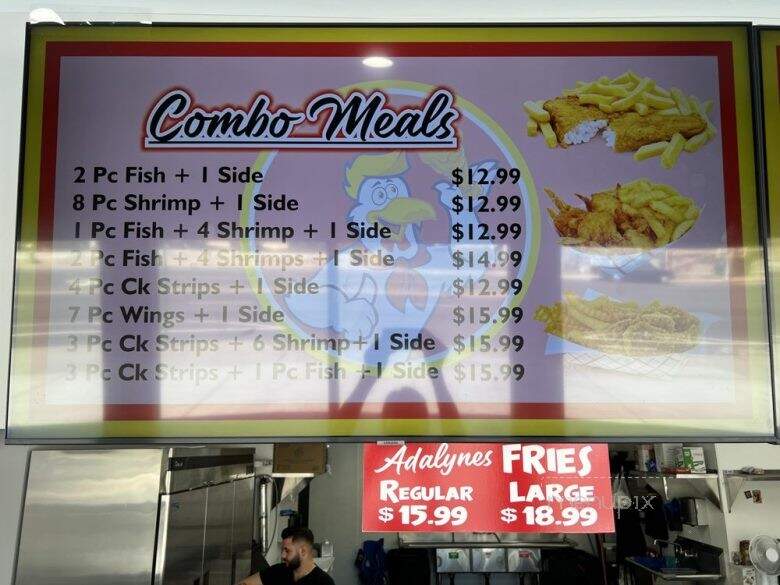 Combo Meals
2 Pc Fish + 1 Side $12.99
8 Pc Shrimp + 1 Side $12.99
1 Pc Fish + 4 Shrimp + 1 Side $12.99
2 Pc Fish + 4 Shrimps + 1 Side $14.99
4 Pc Ck Strips + 1 Side $12.99
7 Pc Wings + 1 Side $15.99
3 Pc Ck Strips + 6 Shrimp+1 Side $15.99
3 Pc Ck Strips + 1 Pc Fish +1 Side $15.99
Adalynes FRIES
REGULAR LARGE
$15.99 $18.99
menupix